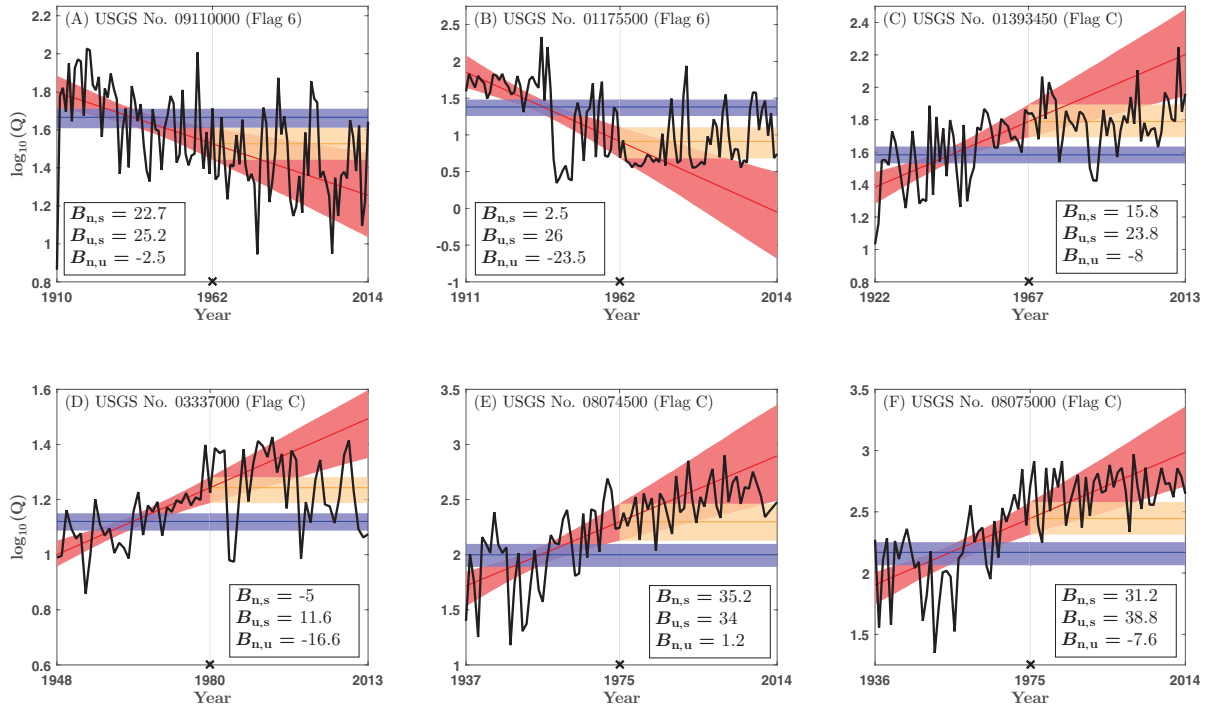 (A) USGS No. 09110000 (Flag 6)
log10(Q)
2.2
2
1.8
1.6
1.4
1.2
1
0.8
Bn,s = 22.7
Bu,s = 25.2
Bn,u = -2.5
1910
1962
2014
Year
(B) USGS No. 01175500 (Flag 6)
2.5
2
1.5
1
0.5
0
-0.5
-1
Bn,s = 2.5
Bu,s = 26
Bn,u = -23.5
1911
1962
2014
Year
(C) USGS No. 01393450 (Flag C)
2.4
2.2
2
1.8
1.6
1.4
1.2
1
0.8
Bn,s = 15.8
Bu,s = 23.8
Bn,u = -8
1922
1967
2013
Year
(D) USGS No. 03337000 (Flag C)
log10(Q)
1.6
1.4
1.2
1.0
0.8
0.6
Bn,s = -5
Bu,s = 11.6
Bn,u = -16.6
1948
1980
2013
Year
(E) USGS No. 08074500 (Flag C)
3.5
3
2.5
2
1.5
1
Bn,s = 35.2
Bu,s = 34
Bn,u = 1.2
1937
1975
2014
Year
(F) USGS No. 08075000 (Flag C)
3.5
3
2.5
2
1.5
Bn,s = 31.2
Bu,s = 38.8
Bn,u = -7.6
1936
1975
2014
Year